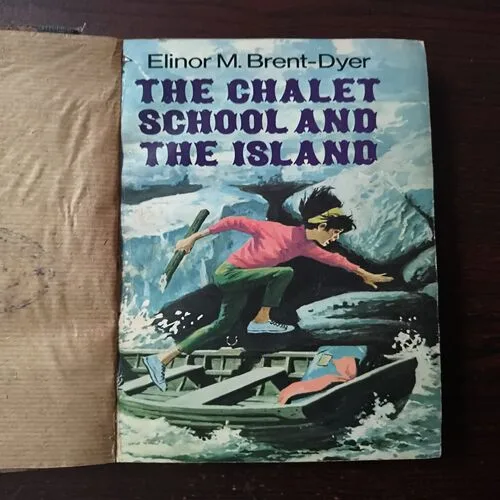 Elinor M. Brent-Dyer
THE CHALET
SCHOOL AND
THE ISLAND